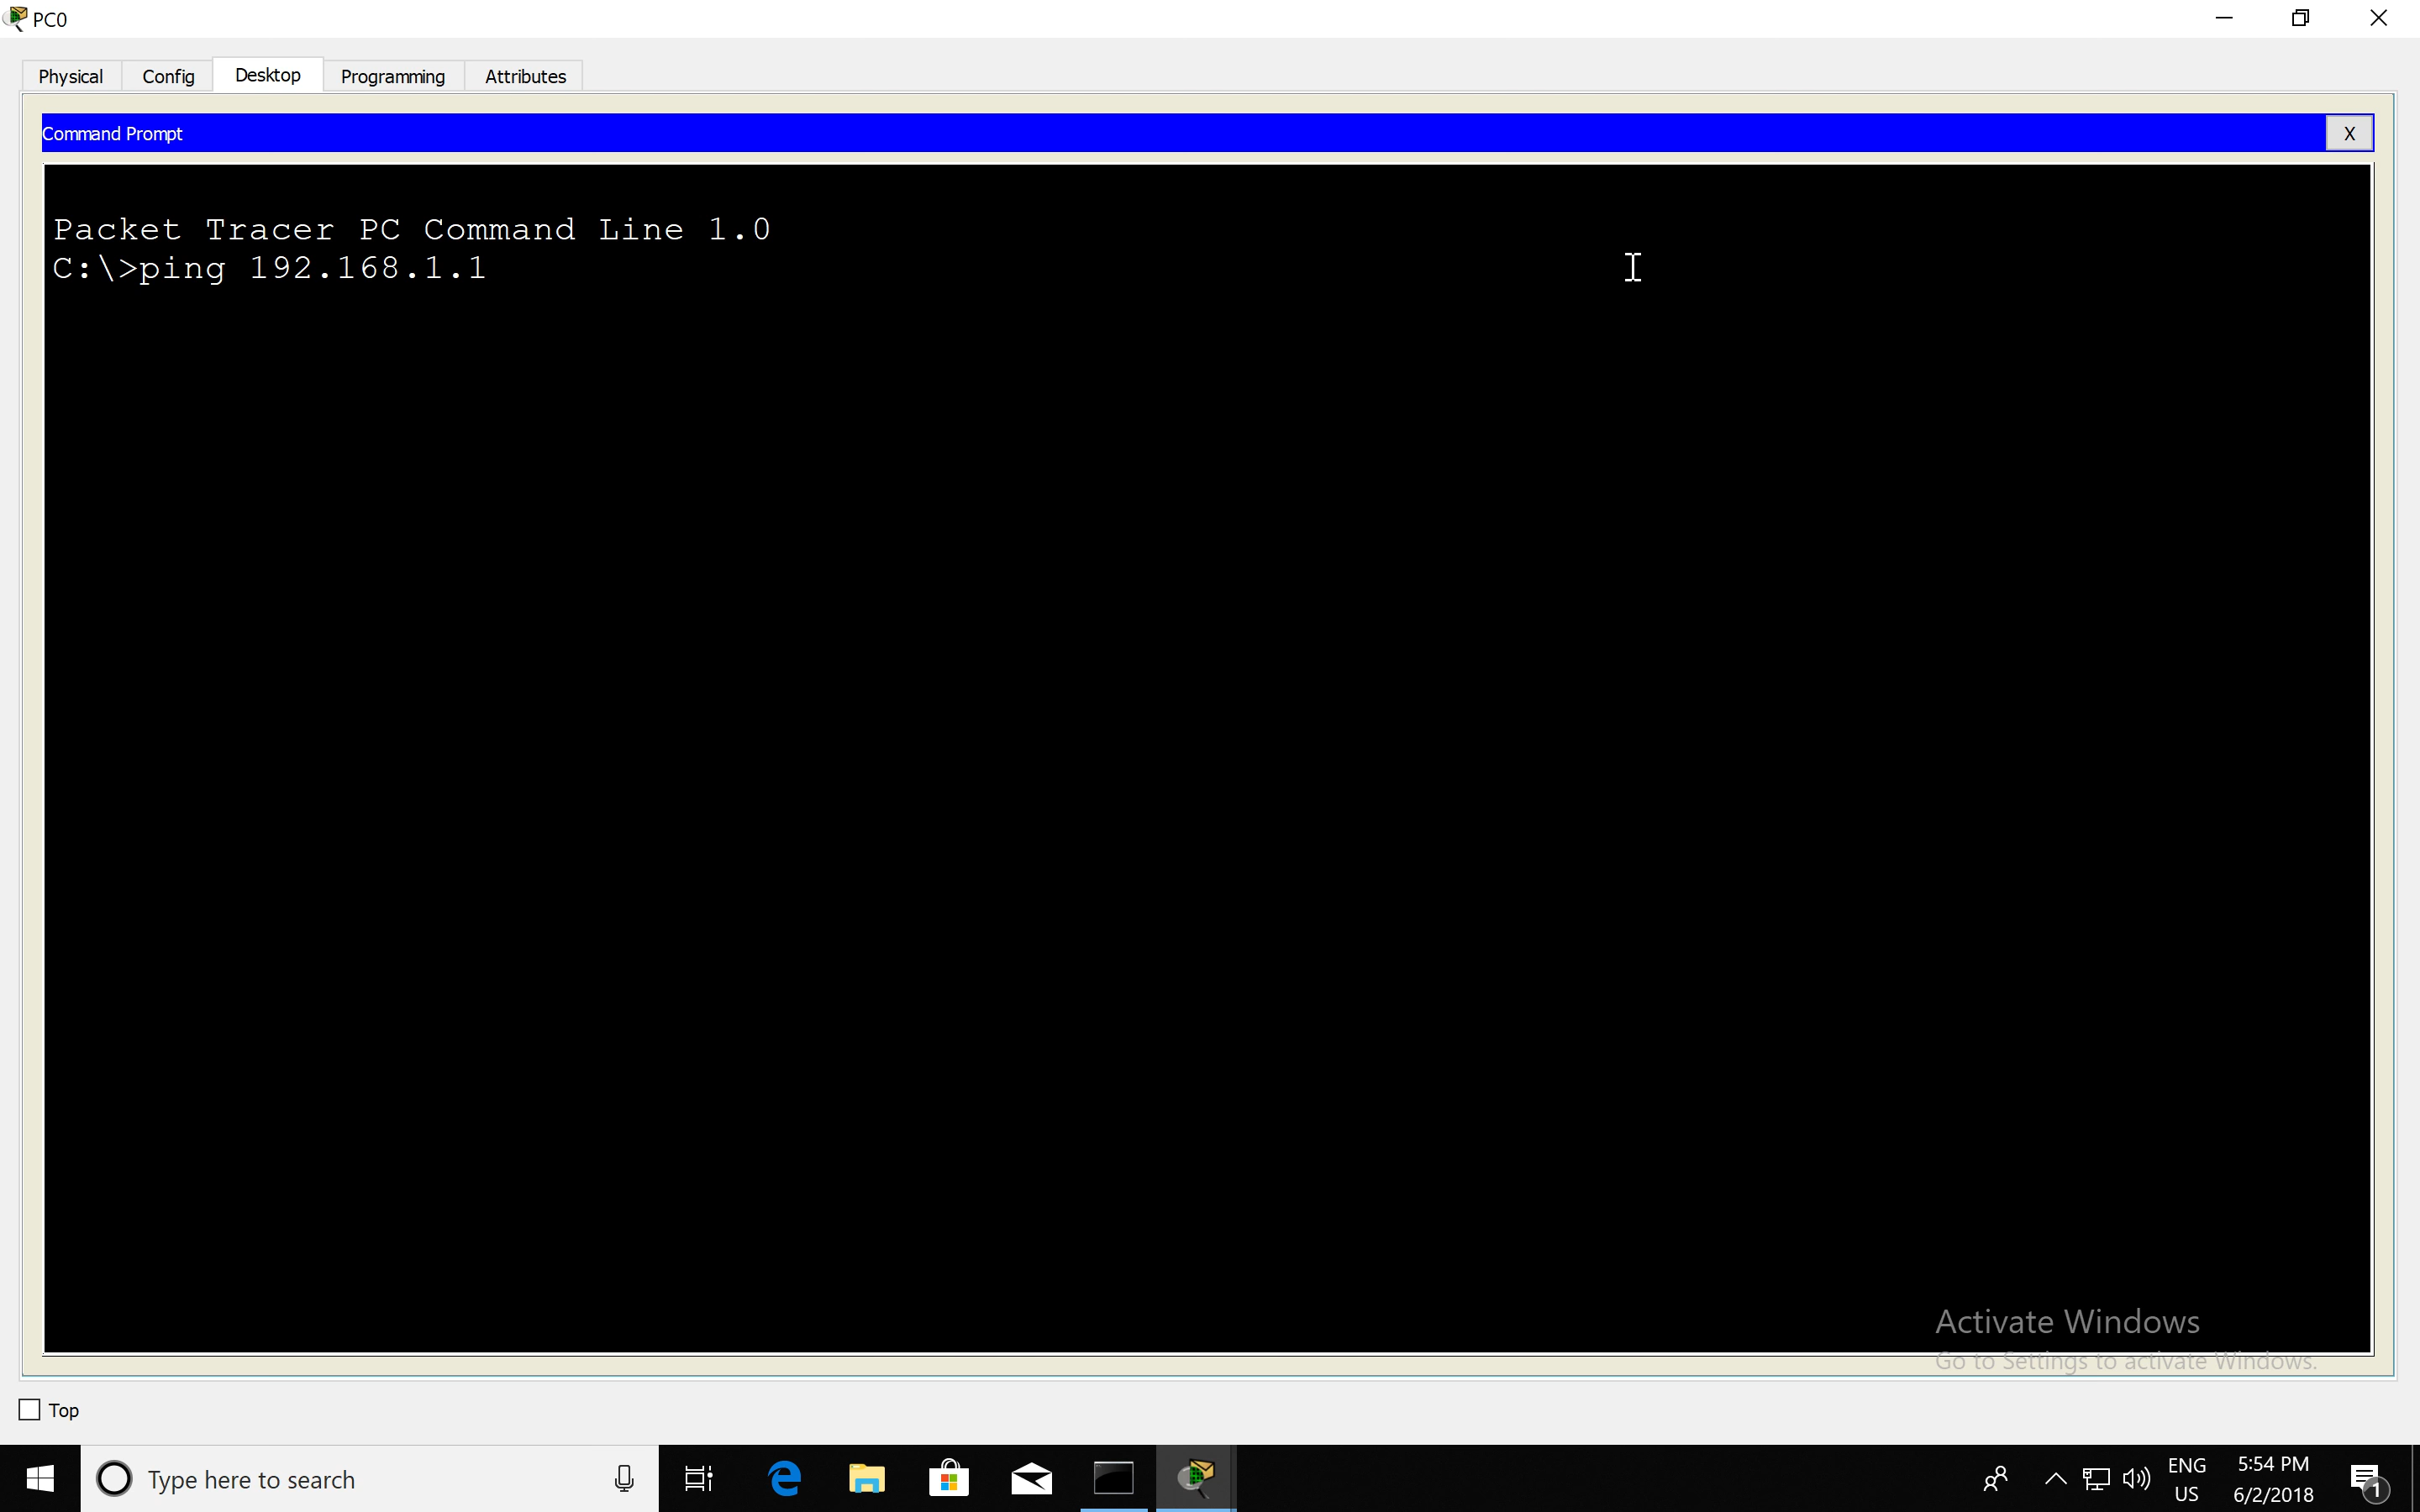 PC0
Physical Config Desktop Programming Attributes
Command Prompt X
Packet Tracer PC Command Line 1.0
C:\>ping 192.168.1.1
Activate Windows
Go to Settings to activate Windows.
Top
Type here to search
ENG 5:54 PM
US 6/2/2018
1